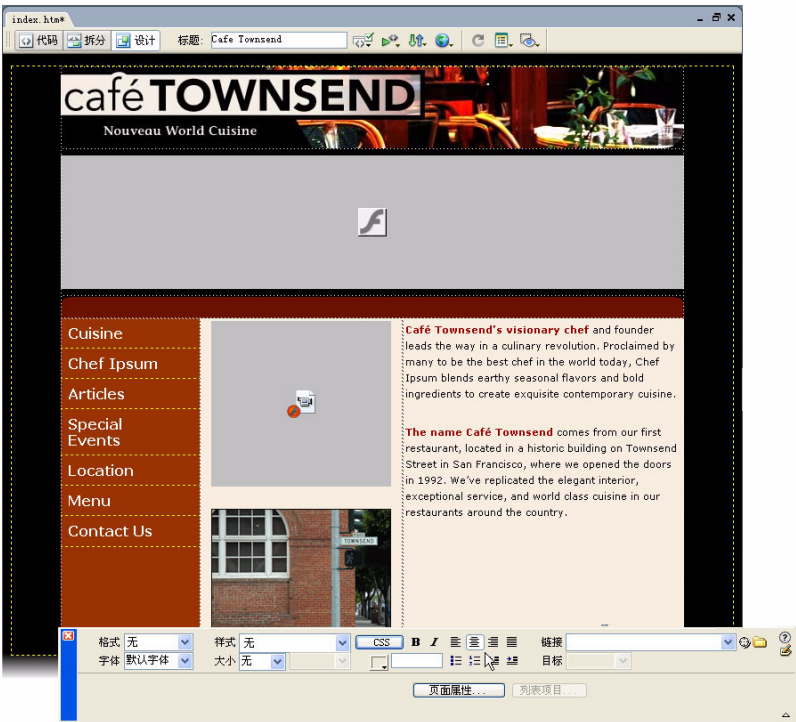 index.htm*
代码 拆分 设计 标题: Cafe Townsend
café TOWNSEND
Nouveau World Cuisine
Cuisine
Chef Ipsum
Articles
Special
Events
Location
Menu
Contact Us
Café Townsend's visionary chef and founder
leads the way in a culinary revolution. Proclaimed by
many to be the best chef in the world today, Chef
Ipsum blends earthy seasonal flavors and bold
ingredients to create exquisite contemporary cuisine.
The name Café Townsend comes from our first
restaurant, located in a historic building on Townsend
Street in San Francisco, where we opened the doors
in 1992. We've replicated the elegant interior,
exceptional service, and world class cuisine in our
restaurants around the country.
TOWNSEND
格式 无 样式 无 CSS B I 链接
字体 默认字体 大小 无 目标
页面属性... 列表项目...